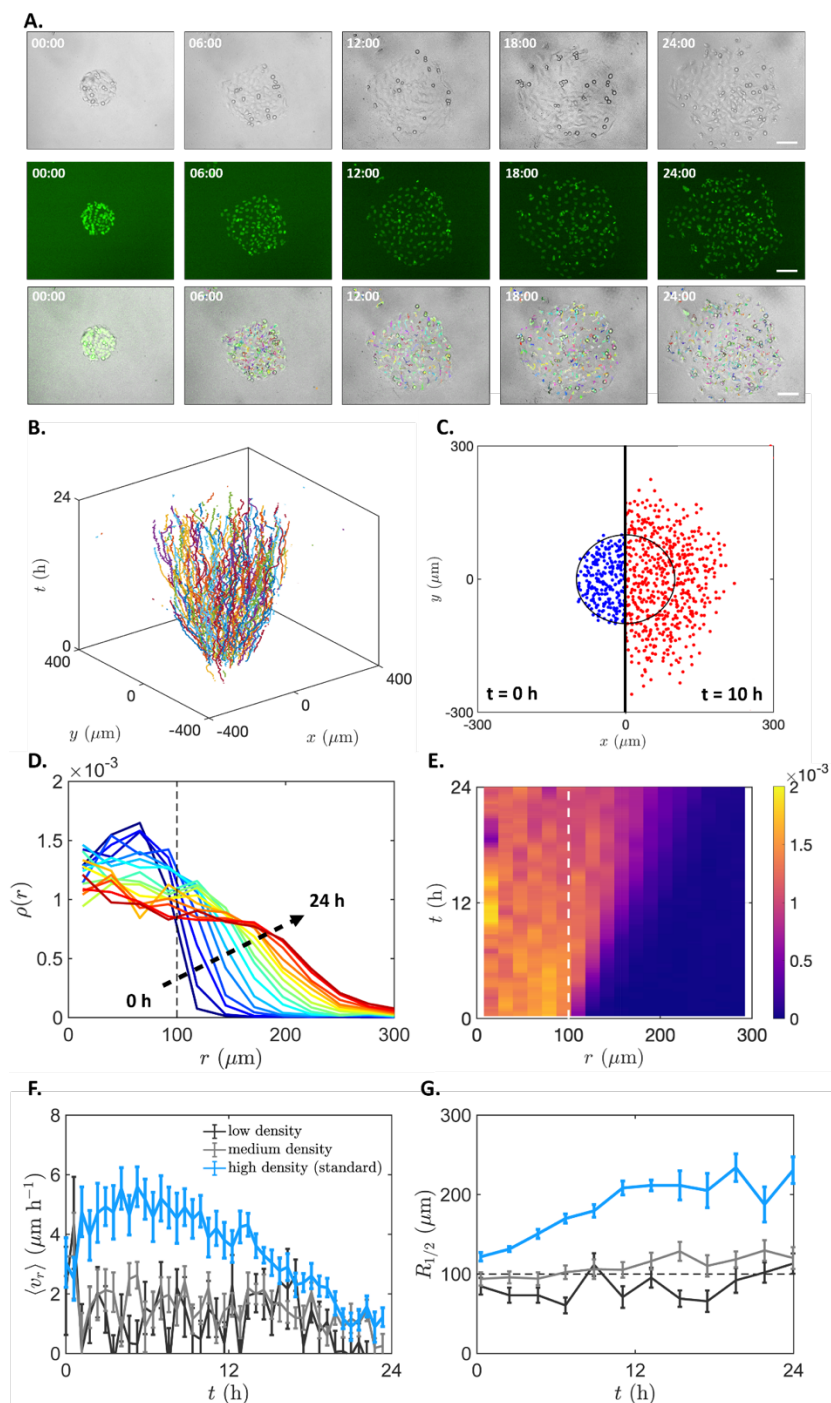 A.
00:00 06:00 12:00 18:00 24:00
00:00 06:00 12:00 18:00 24:00
00:00 06:00 12:00 18:00 24:00
B.
24
t (h)
0
400
0
-400
y (μm)
-400
0
400
x (μm)
C.
300
y (μm)
0
-300
t = 0 h
t = 10 h
-300 0 300
x (μm)
D.
×10⁻³
2
1.5
1
0.5
0
ρ(r)
24 h
0 h
0 100 200 300
r (μm)
E.
24
12
0
t (h)
0 100 200 300
r (μm)
×10⁻³
2
1.5
1
0.5
0
F.
8
6
4
2
0
⟨vᵣ⟩ (μm h⁻¹)
low density
medium density
high density (standard)
0 12 24
t (h)
G.
300
200
100
0
R₁/₂ (μm)
0 12 24
t (h)